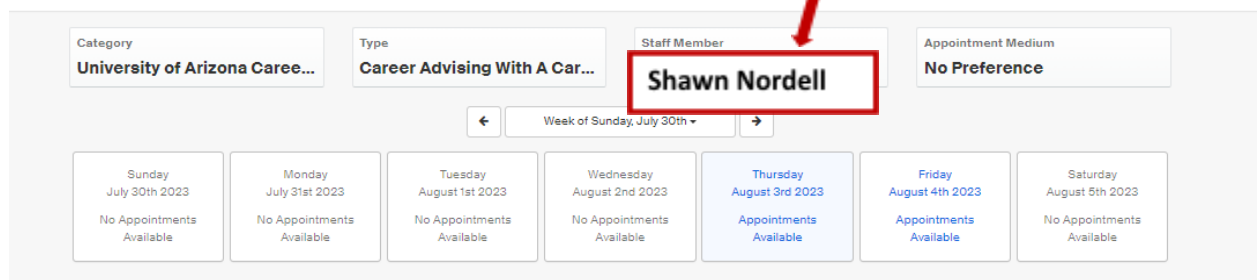 Category
University of Arizona Caree...
Type
Career Advising With A Car...
Staff Member
Shawn Nordell
Appointment Medium
No Preference
Week of Sunday, July 30th
Sunday
July 30th 2023
No Appointments
Available
Monday
July 31st 2023
No Appointments
Available
Tuesday
August 1st 2023
No Appointments
Available
Wednesday
August 2nd 2023
No Appointments
Available
Thursday
August 3rd 2023
Appointments
Available
Friday
August 4th 2023
Appointments
Available
Saturday
August 5th 2023
No Appointments
Available